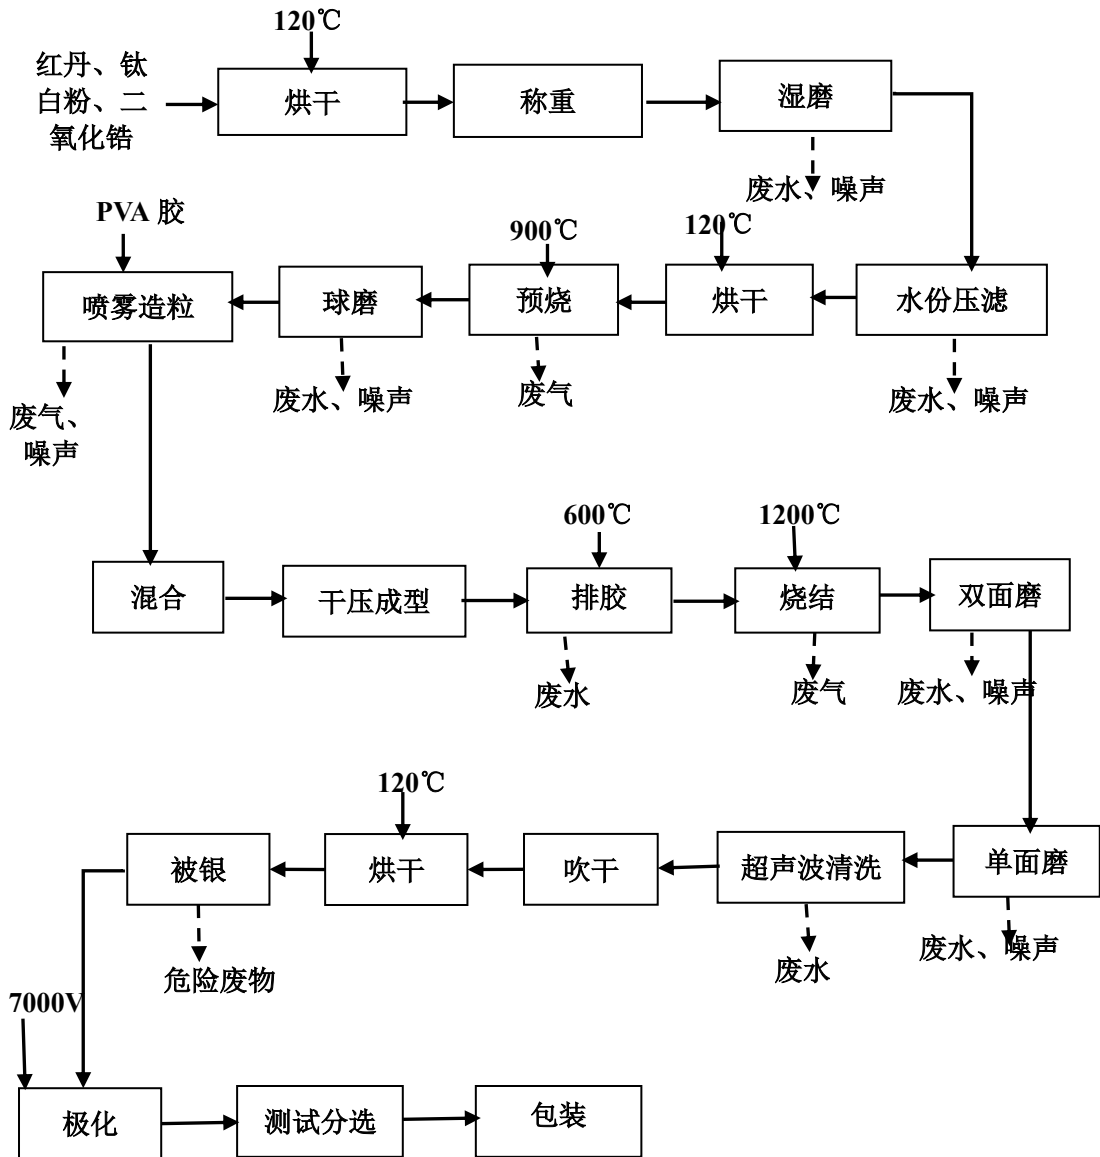 120℃
红丹、钛
白粉、二
氧化锆
烘干
称重
湿磨
废水、噪声
PVA 胶
900℃
120℃
喷雾造粒
球磨
预烧
烘干
水份压滤
废气、
噪声
废水、噪声
废气
废水、噪声
600℃
1200℃
混合
干压成型
排胶
烧结
双面磨
废水
废气
废水、噪声
120℃
被银
烘干
吹干
超声波清洗
单面磨
危险废物
废水
废水、噪声
7000V
极化
测试分选
包装